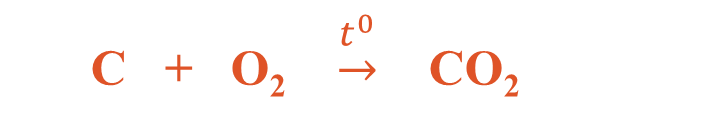 C + O₂ t⁰→ CO₂